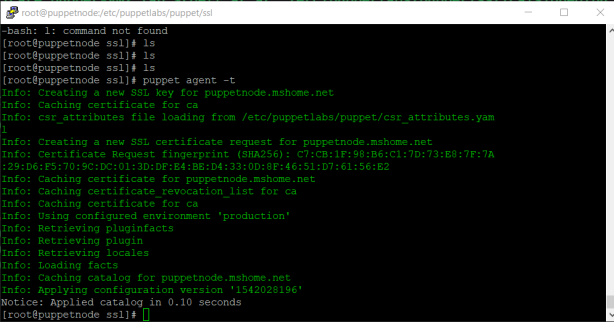 root@puppetnode:/etc/puppetlabs/puppet/ssl
-bash: l: command not found
[root@puppetnode ssl]# ls
[root@puppetnode ssl]# ls
[root@puppetnode ssl]# ls
[root@puppetnode ssl]# puppet agent -t
Info: Creating a new SSL key for puppetnode.mshome.net
Info: Caching certificate for ca
Info: csr_attributes file loading from /etc/puppetlabs/puppet/csr_attributes.yam
l
Info: Creating a new SSL certificate request for puppetnode.mshome.net
Info: Certificate Request fingerprint (SHA256): C7:CB:1F:98:B6:C1:7D:73:E8:7F:7A
:29:D6:F5:70:9C:DC:01:3D:DF:E4:BE:D4:33:0D:8F:46:51:D7:61:56:E2
Info: Caching certificate for puppetnode.mshome.net
Info: Caching certificate_revocation_list for ca
Info: Caching certificate for ca
Info: Using configured environment 'production'
Info: Retrieving pluginfacts
Info: Retrieving plugin
Info: Retrieving locales
Info: Loading facts
Info: Caching catalog for puppetnode.mshome.net
Info: Applying configuration version '1542028196'
Notice: Applied catalog in 0.10 seconds
[root@puppetnode ssl]#